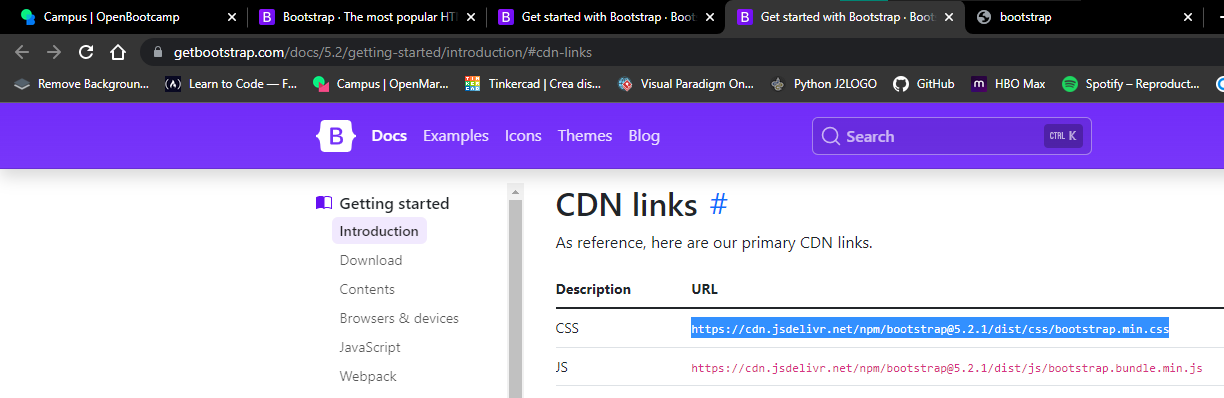 Campus | OpenBootcamp
Bootstrap · The most popular HT
Get started with Bootstrap · Boot
Get started with Bootstrap · Boot
bootstrap
getbootstrap.com/docs/5.2/getting-started/introduction/#cdn-links
Remove Backgroun...
Learn to Code — F...
Campus | OpenMar...
Tinkercad | Crea dis...
Visual Paradigm On...
Python J2LOGO
GitHub
HBO Max
Spotify – Reproduct...
B
Docs
Examples
Icons
Themes
Blog
Search
CTRL K
Getting started
Introduction
Download
Contents
Browsers & devices
JavaScript
Webpack
CDN links #
As reference, here are our primary CDN links.
Description URL
CSS https://cdn.jsdelivr.net/npm/bootstrap@5.2.1/dist/css/bootstrap.min.css
JS https://cdn.jsdelivr.net/npm/bootstrap@5.2.1/dist/js/bootstrap.bundle.min.js